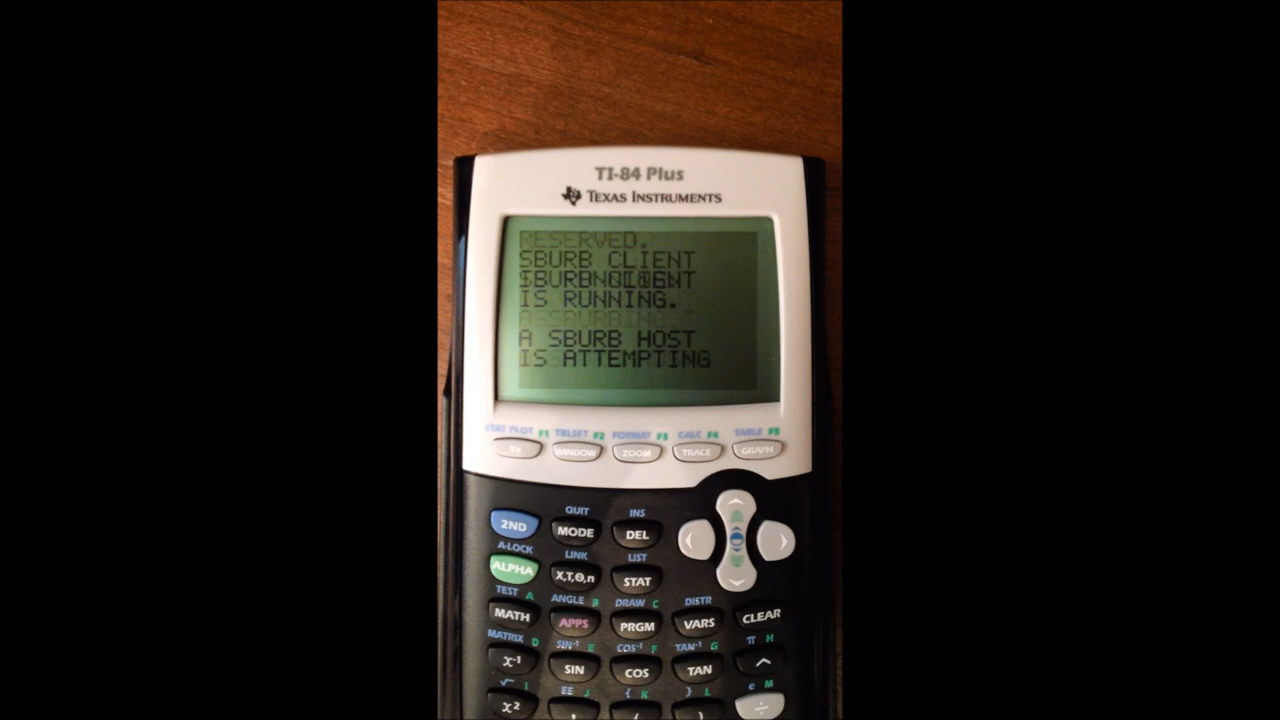 TI-84 Plus
TEXAS INSTRUMENTS
RESERVED.
SBURB CLIENT
IS RUNNING.
A SBURB HOST
IS ATTEMPTING
STAT PLOT F1 TBLSET F2 FORMAT F3 CALC F4 TABLE F5
Y= WINDOW ZOOM TRACE GRAPH
QUIT INS
2ND MODE DEL
A-LOCK LINK LIST
ALPHA X,T,Θ,n STAT
TEST A ANGLE B DRAW C DISTR
MATH APPS PRGM VARS CLEAR
MATRIX D SIN⁻¹ E COS⁻¹ F TAN⁻¹ G π H
x⁻¹ SIN COS TAN ^
√ I EE J { K } L e M
x² , ( ) ÷